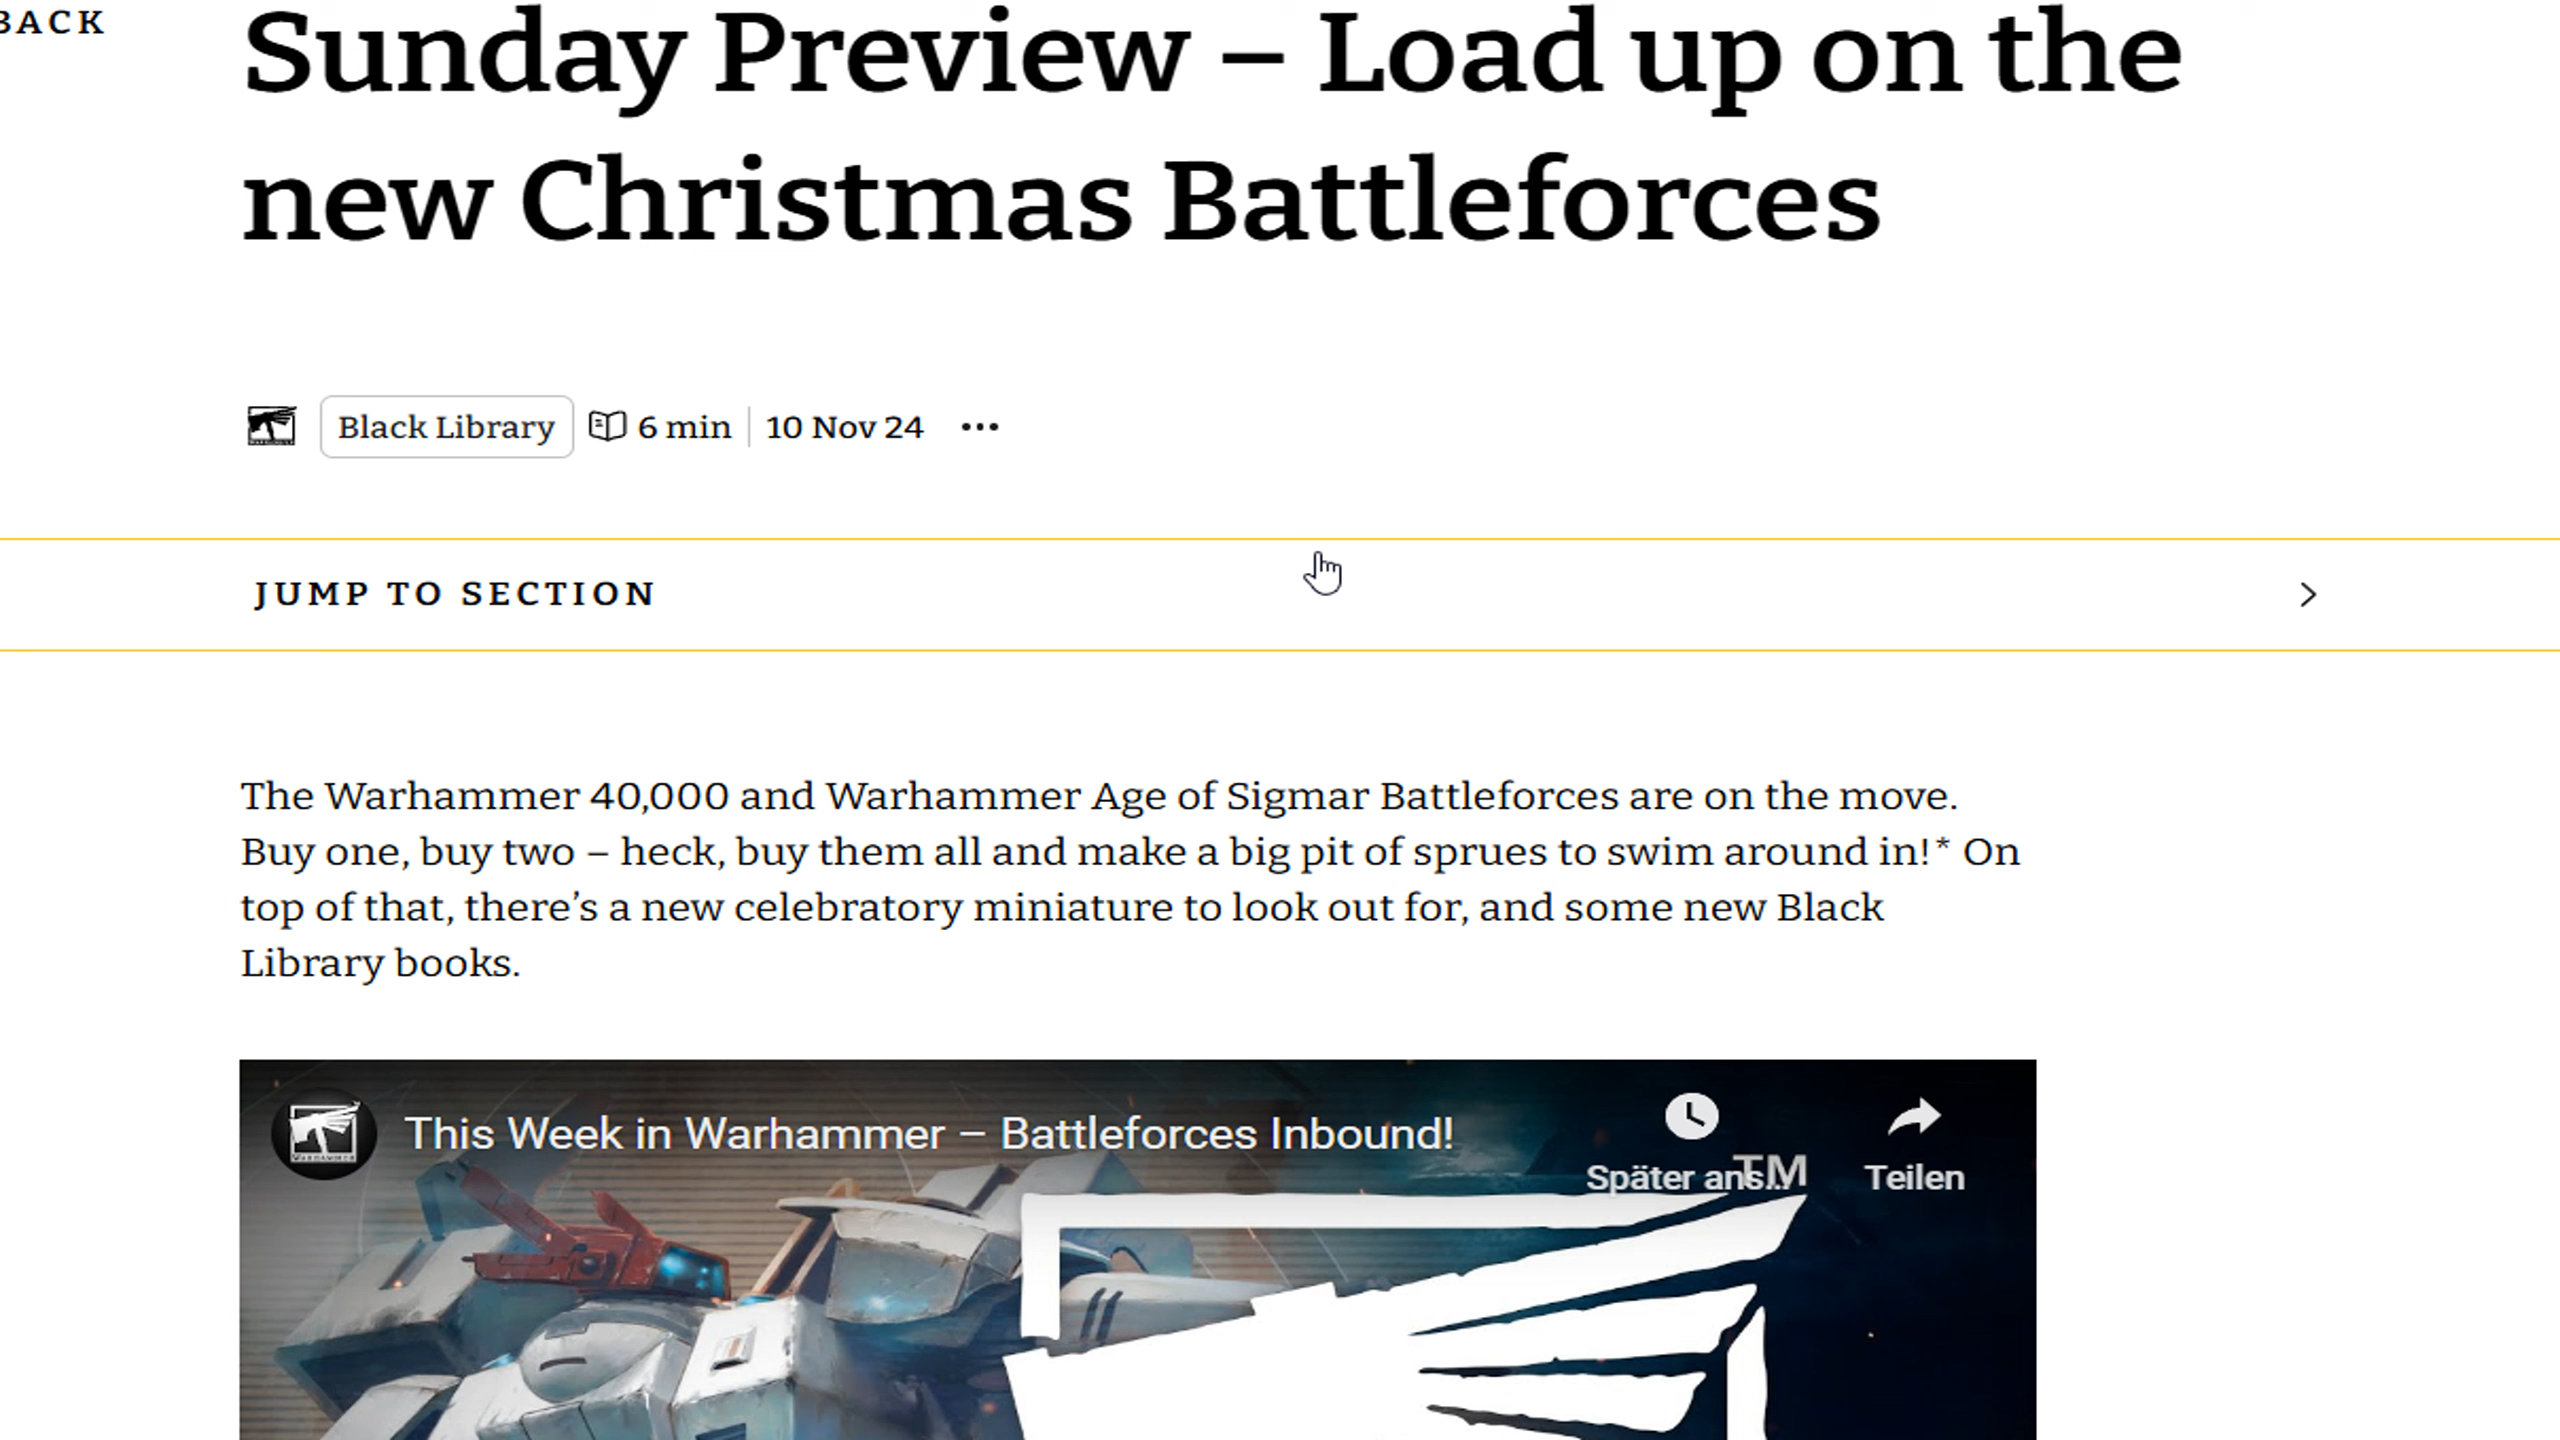 BACK
Sunday Preview – Load up on the
new Christmas Battleforces
Black Library
6 min
10 Nov 24
JUMP TO SECTION
The Warhammer 40,000 and Warhammer Age of Sigmar Battleforces are on the move.
Buy one, buy two – heck, buy them all and make a big pit of sprues to swim around in!* On
top of that, there’s a new celebratory miniature to look out for, and some new Black
Library books.
This Week in Warhammer – Battleforces Inbound!
Später ans...
TM
Teilen